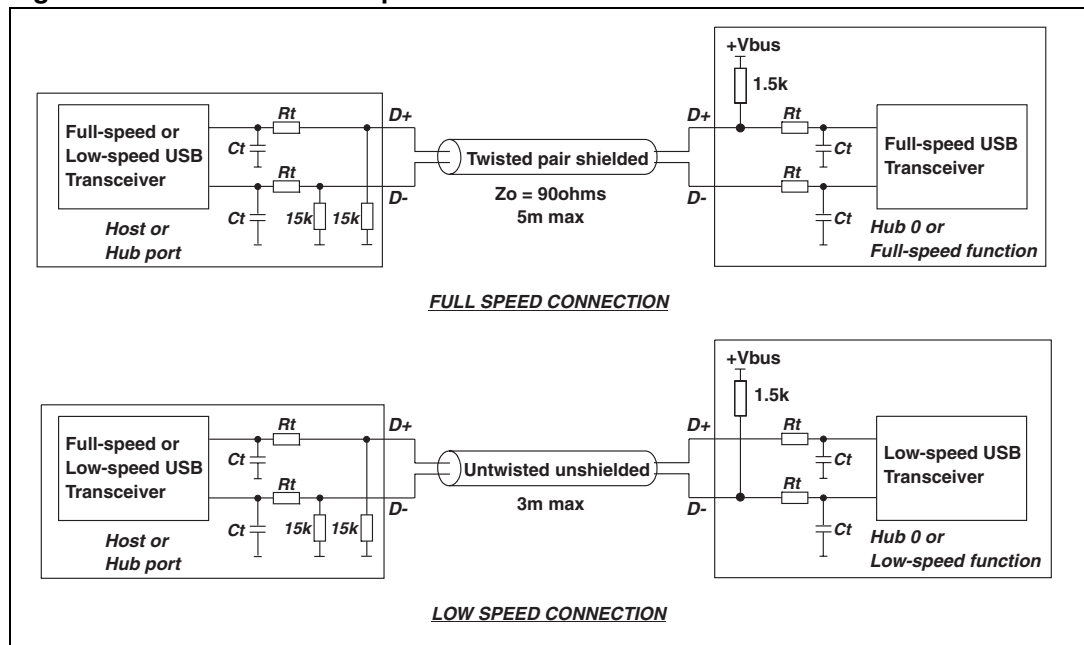 +Vbus
1.5k
Rt
D+
D+
Rt
Full-speed or
Low-speed USB
Transceiver
Ct
Twisted pair shielded
Ct
Full-speed USB
Transceiver
Rt
Rt
D-
Zo = 90ohms
5m max
D-
Ct
15k
15k
Ct
Host or
Hub port
Hub 0 or
Full-speed function
FULL SPEED CONNECTION
+Vbus
1.5k
Rt
D+
D+
Rt
Full-speed or
Low-speed USB
Transceiver
Ct
Untwisted unshielded
Ct
Low-speed USB
Transceiver
Rt
Rt
D-
3m max
D-
Ct
15k
15k
Ct
Host or
Hub port
Hub 0 or
Low-speed function
LOW SPEED CONNECTION